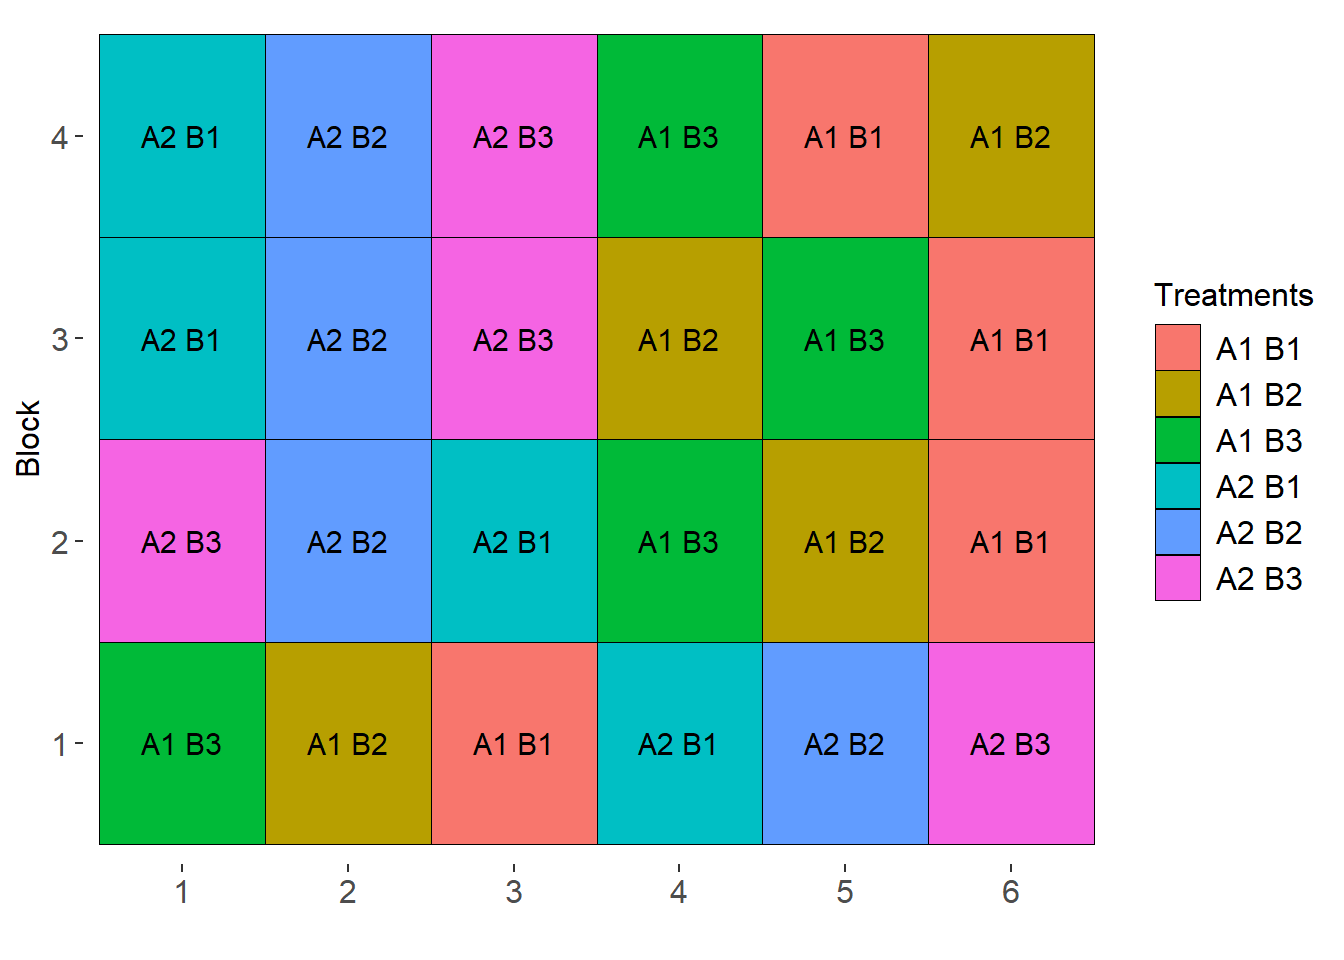 4
A2 B1 A2 B2 A2 B3 A1 B3 A1 B1 A1 B2
3
A2 B1 A2 B2 A2 B3 A1 B2 A1 B3 A1 B1
Block
2
A2 B3 A2 B2 A2 B1 A1 B3 A1 B2 A1 B1
1
A1 B3 A1 B2 A1 B1 A2 B1 A2 B2 A2 B3
1 2 3 4 5 6
Treatments
A1 B1
A1 B2
A1 B3
A2 B1
A2 B2
A2 B3